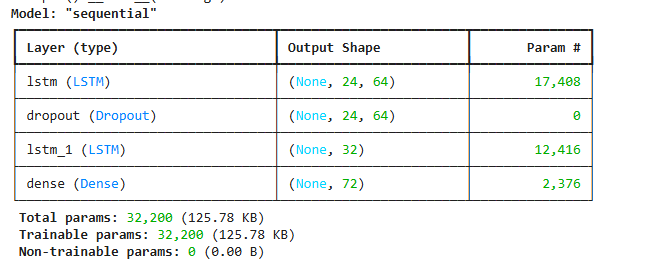 Model: "sequential"
Layer (type) Output Shape Param #
lstm (LSTM) (None, 24, 64) 17,408
dropout (Dropout) (None, 24, 64) 0
lstm_1 (LSTM) (None, 32) 12,416
dense (Dense) (None, 72) 2,376
Total params: 32,200 (125.78 KB)
Trainable params: 32,200 (125.78 KB)
Non-trainable params: 0 (0.00 B)